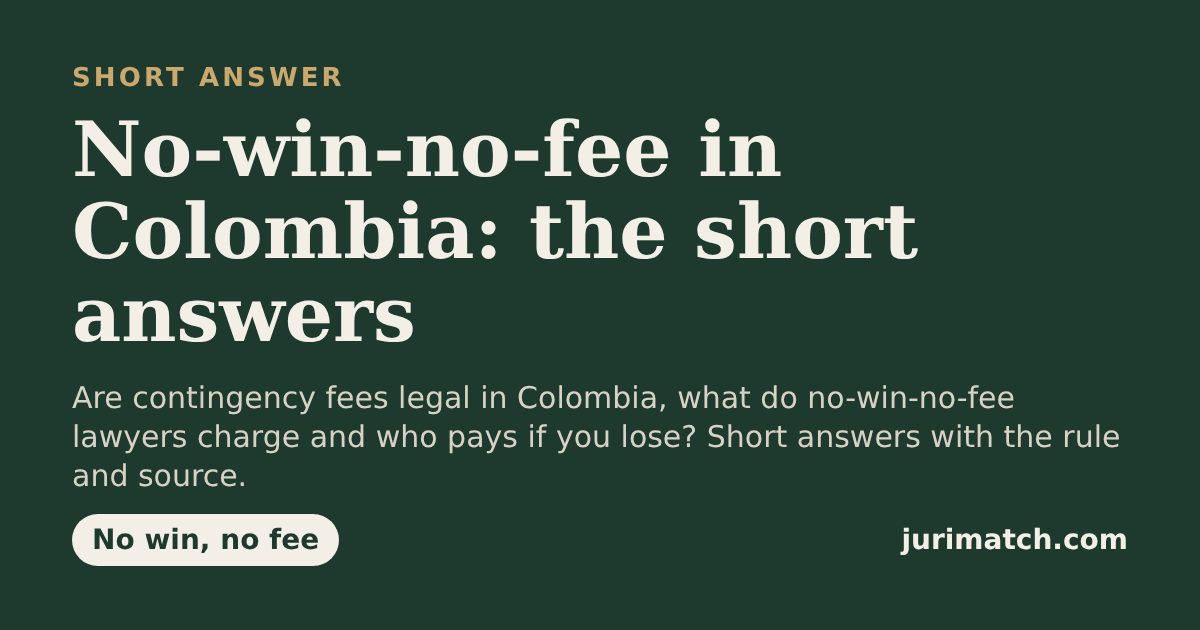 SHORT ANSWER
No-win-no-fee in
Colombia: the short
answers
Are contingency fees legal in Colombia, what do no-win-no-fee
lawyers charge and who pays if you lose? Short answers with the rule
and source.
No win, no fee
jurimatch.com